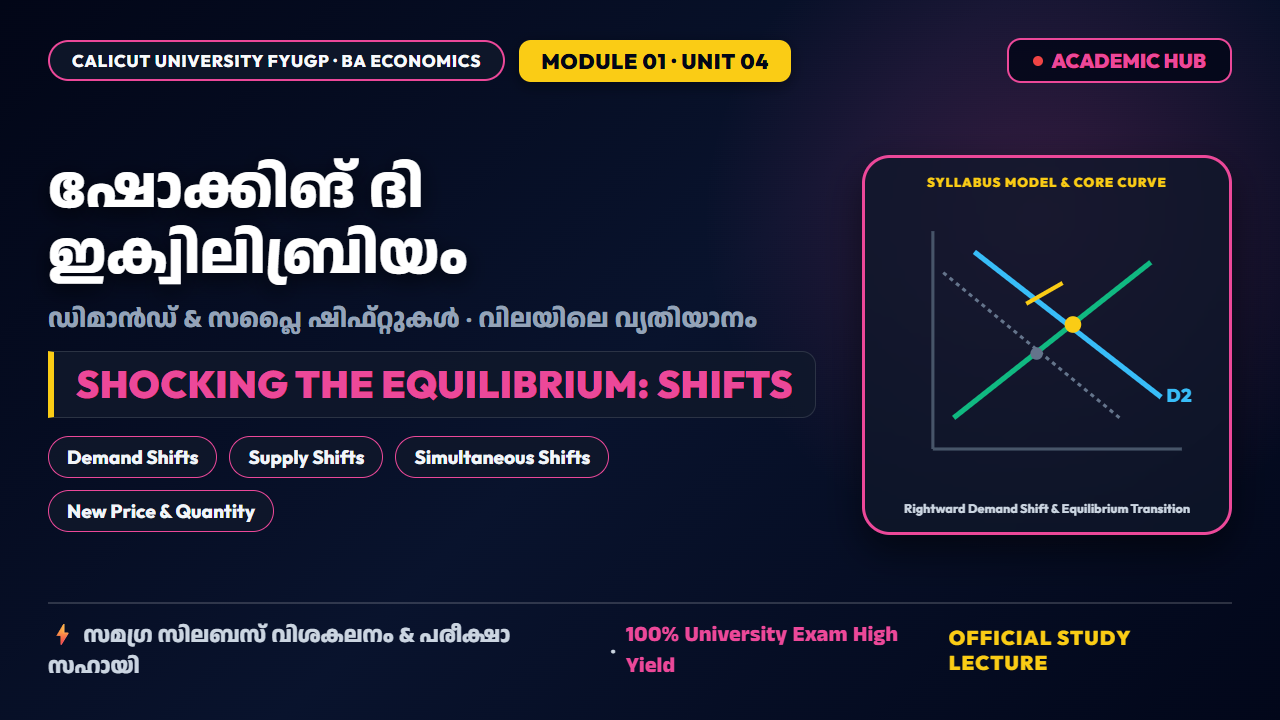 CALICUT UNIVERSITY FYUGP · BA ECONOMICS
MODULE 01 · UNIT 04
ACADEMIC HUB
ഷോക്കിങ് ദി
ഇക്വിലിബ്രിയം
ഡിമാൻഡ് & സപ്ലൈ ഷിഫ്റ്റുകൾ · വിലയിലെ വ്യതിയാനം
SHOCKING THE EQUILIBRIUM: SHIFTS
Demand Shifts
Supply Shifts
Simultaneous Shifts
New Price & Quantity
SYLLABUS MODEL & CORE CURVE
D2
Rightward Demand Shift & Equilibrium Transition
⚡ സമഗ്ര സിലബസ് വിശകലനം & പരീക്ഷാ
സഹായി
·
100% University Exam High
Yield
OFFICIAL STUDY
LECTURE